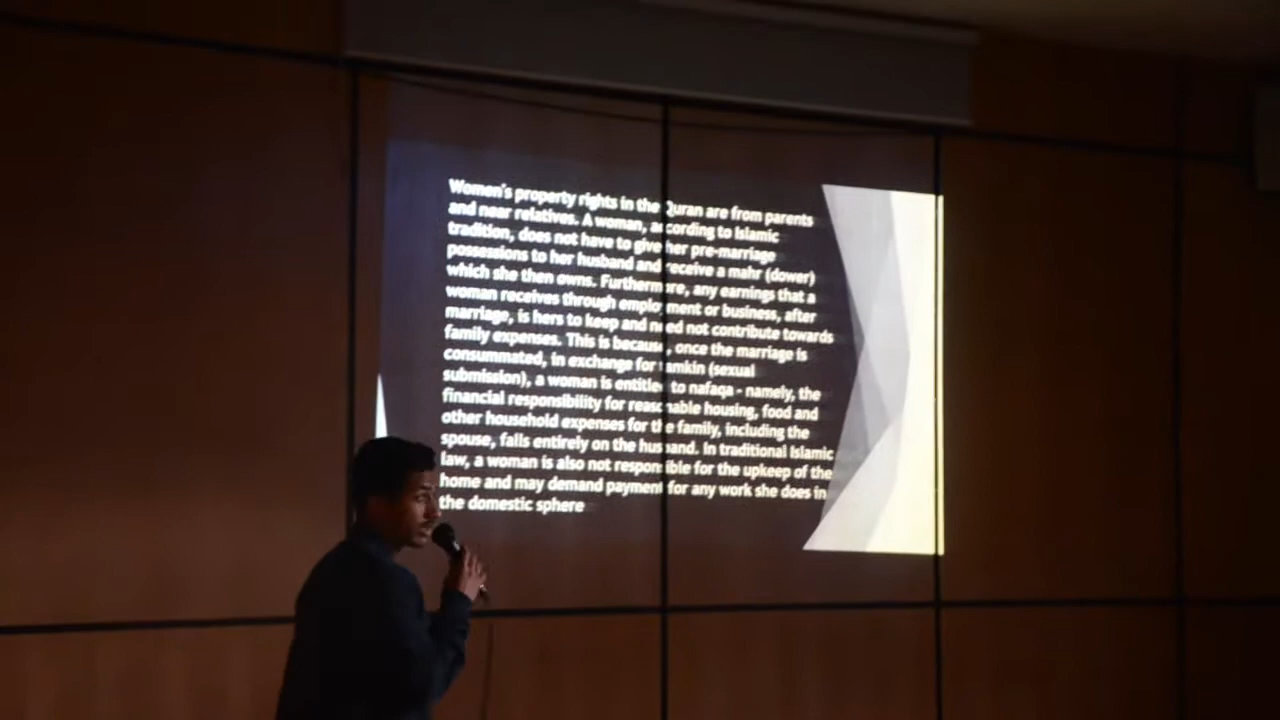 Women's property rights in the Quran are from parents
and near relatives. A woman, according to Islamic
tradition, does not have to give her pre-marriage
possessions to her husband and receive a mahr (dower)
which she then owns. Furthermore, any earnings that a
woman receives through employment or business, after
marriage, is hers to keep and need not contribute towards
family expenses. This is because, once the marriage is
consummated, in exchange for tamkin (sexual
submission), a woman is entitled to nafaqa - namely, the
financial responsibility for reasonable housing, food and
other household expenses for the family, including the
spouse, falls entirely on the husband. In traditional Islamic
law, a woman is also not responsible for the upkeep of the
home and may demand payment for any work she does in
the domestic sphere